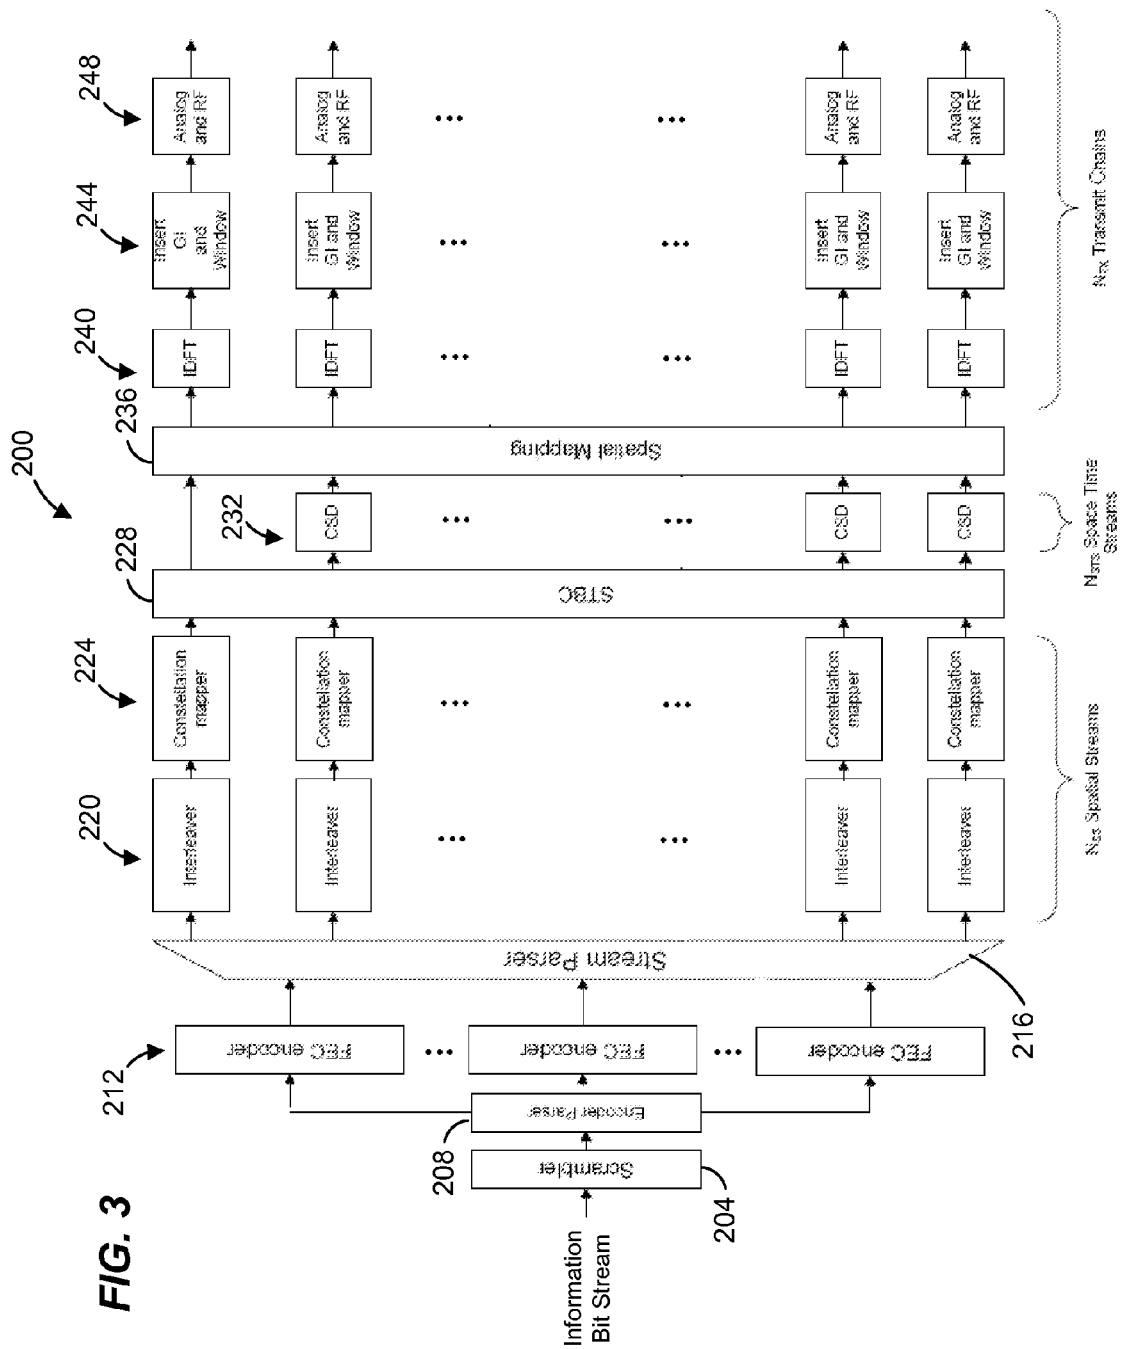 FIG. 3
200
Information
Bit Stream
Scrambler
204
Encoder Parser
208
212
FEC encoder
FEC encoder
FEC encoder
...
...
Stream Parser
216
220
Interleaver
Interleaver
...
...
Interleaver
Interleaver
224
Constellation
mapper
Constellation
mapper
...
...
Constellation
mapper
Constellation
mapper
NSS Spatial Streams
228
STBC
232
CSD
...
...
CSD
CSD
NSTS Space Time
Streams
236
Spatial Mapping
240
IDFT
IDFT
...
...
IDFT
IDFT
244
Insert
GI
and
Window
Insert
GI and
Window
...
...
Insert
GI and
Window
Insert
GI and
Window
248
Analog
and RF
Analog
and RF
...
...
Analog
and RF
Analog
and RF
NTX Transmit Chains